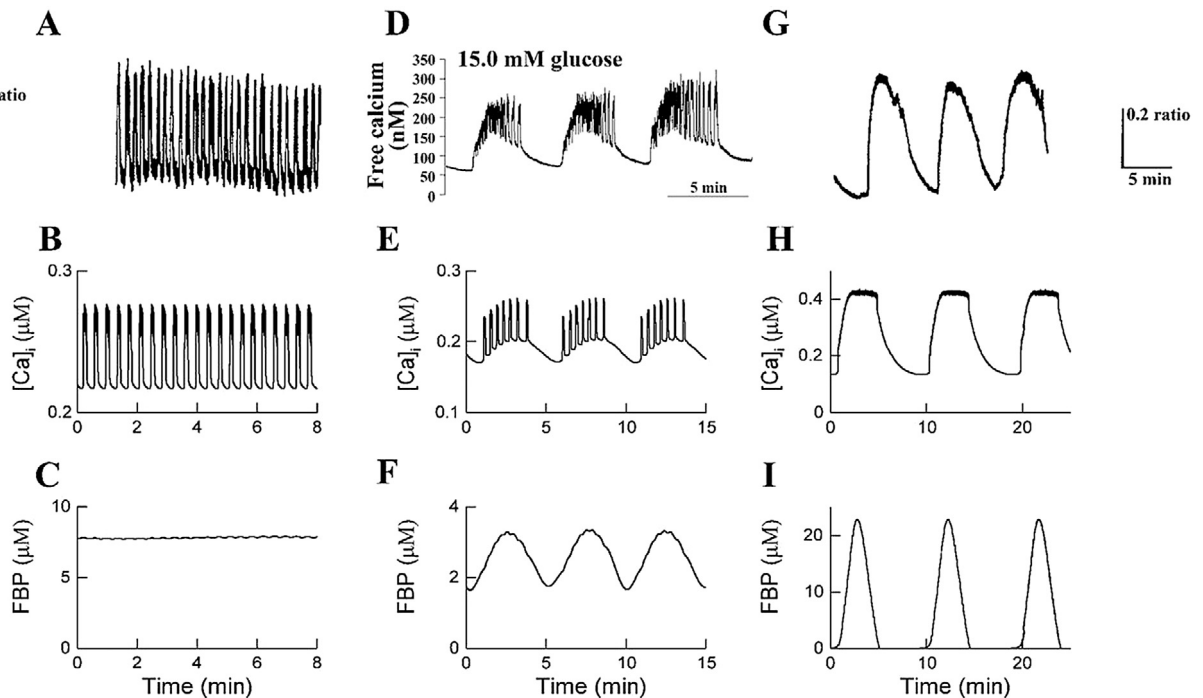 A
atio
D
15.0 mM glucose
350
300
250
200
150
100
50
0
Free calcium
(nM)
5 min
G
0.2 ratio
5 min
B
0.3
0.2
[Ca]i (µM)
0 2 4 6 8
E
0.3
0.2
0.1
[Ca]i (µM)
0 5 10 15
H
0.4
0.2
0
[Ca]i (µM)
0 10 20
C
10
5
0
FBP (µM)
0 2 4 6 8
Time (min)
F
4
2
0
FBP (µM)
0 5 10 15
Time (min)
I
20
10
0
FBP (µM)
0 10 20
Time (min)